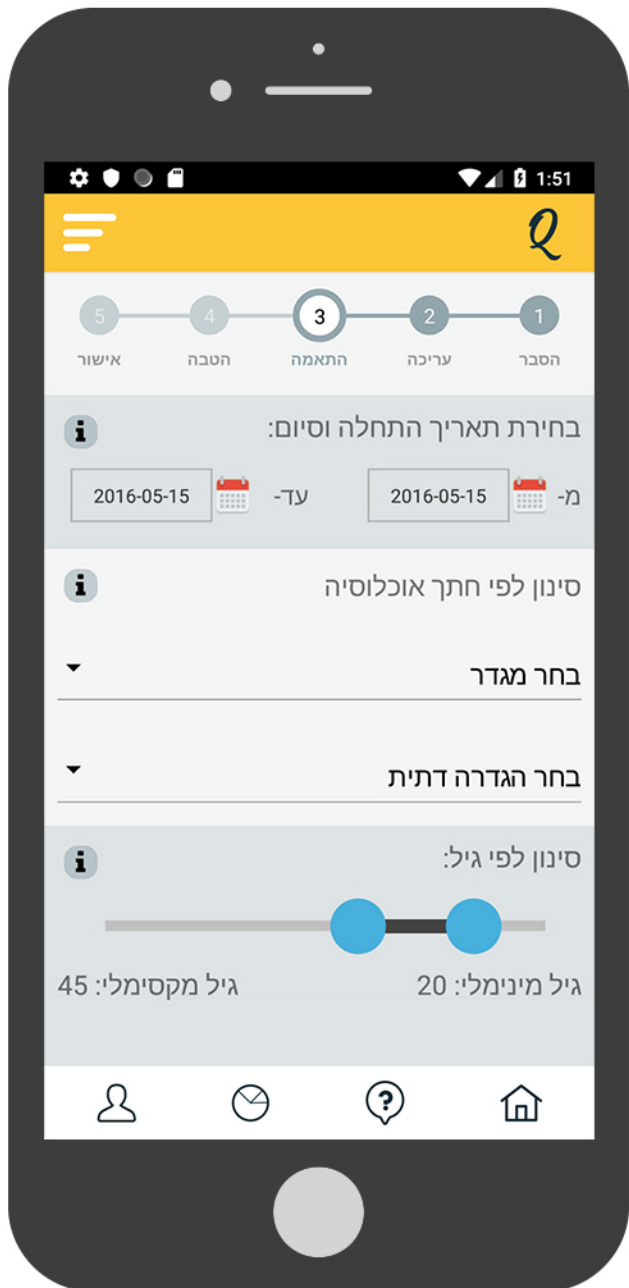 1:51
Q
1 2 3 4 5
הסבר עריכה התאמה הטבה אישור
בחירת תאריך התחלה וסיום:
מ- 2016-05-15 עד- 2016-05-15
סינון לפי חתך אוכלוסיה
בחר מגדר
בחר הגדרה דתית
סינון לפי גיל:
גיל מינימלי: 20 גיל מקסימלי: 45